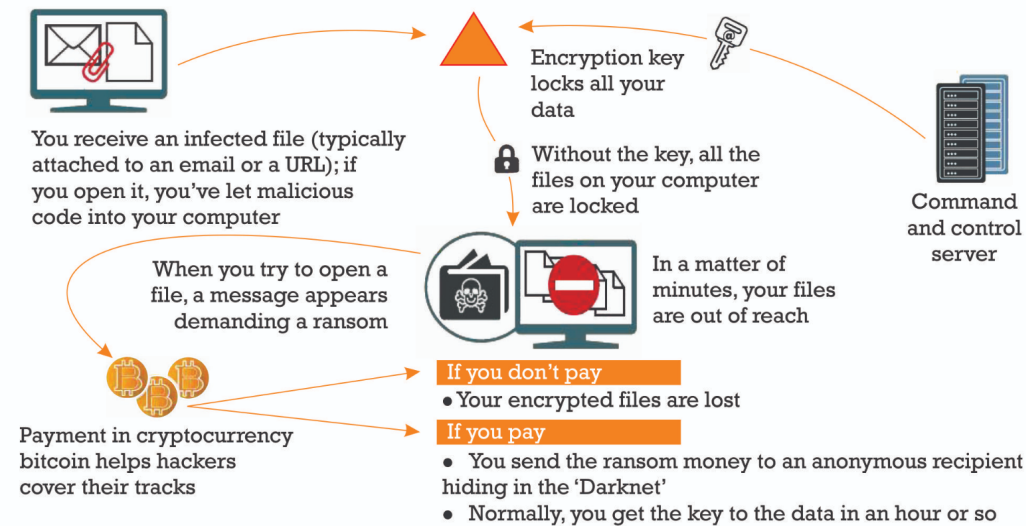 You receive an infected file (typically
attached to an email or a URL); if
you open it, you've let malicious
code into your computer
Encryption key
locks all your
data
@
Command
and control
server
Without the key, all the
files on your computer
are locked
In a matter of
minutes, your files
are out of reach
When you try to open a
file, a message appears
demanding a ransom
Payment in cryptocurrency
bitcoin helps hackers
cover their tracks
If you don't pay
• Your encrypted files are lost
If you pay
• You send the ransom money to an anonymous recipient
hiding in the 'Darknet'
• Normally, you get the key to the data in an hour or so